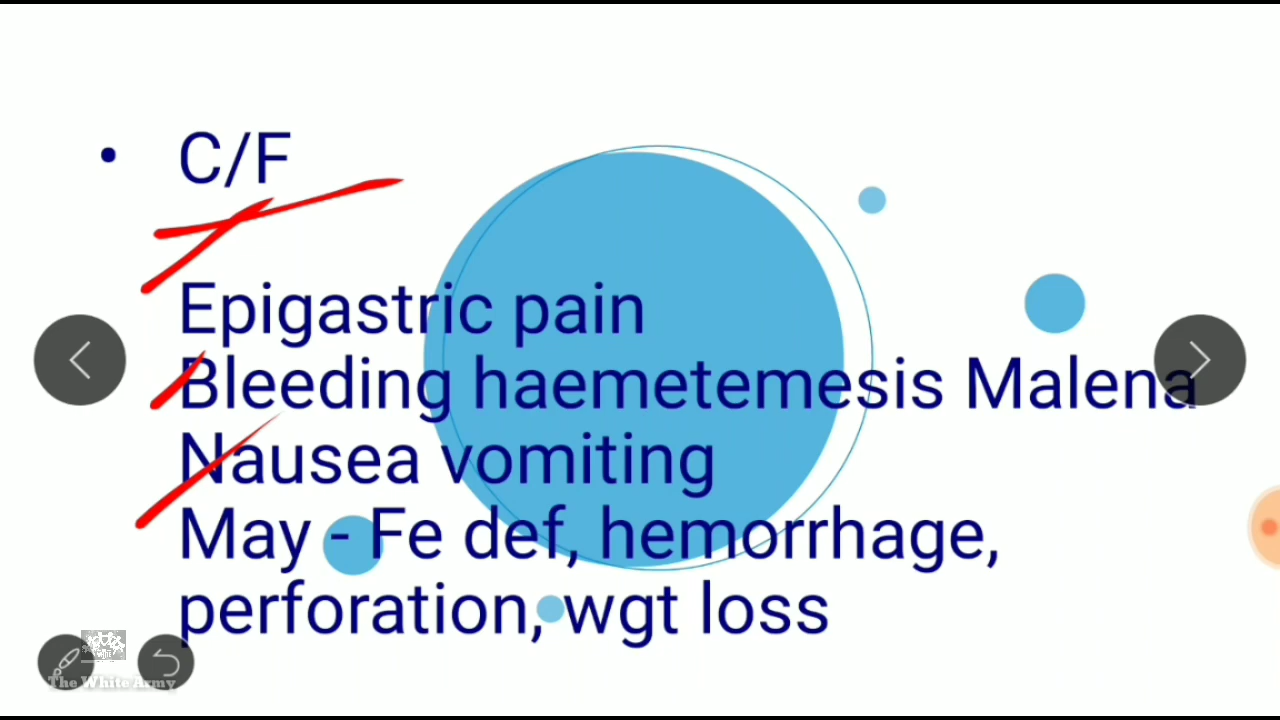 • C/F
Epigastric pain
Bleeding haemetemesis Malena
Nausea vomiting
May - Fe def, hemorrhage,
perforation, wgt loss
The White Army